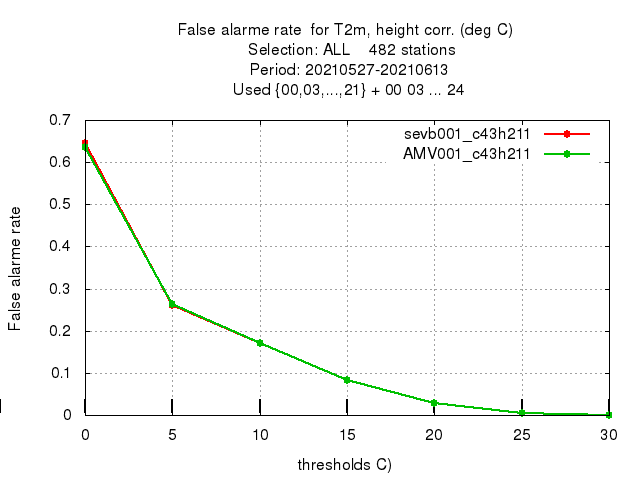 False alarme rate  for T2m, height corr. (deg C)
Selection: ALL    482 stations
Period: 20210527-20210613
Used {00,03,...,21} + 00 03 ... 24
sevb001_c43h211
AMV001_c43h211
False alarme rate
0.7
0.6
0.5
0.4
0.3
0.2
0.1
0
0 5 10 15 20 25 30
thresholds C)